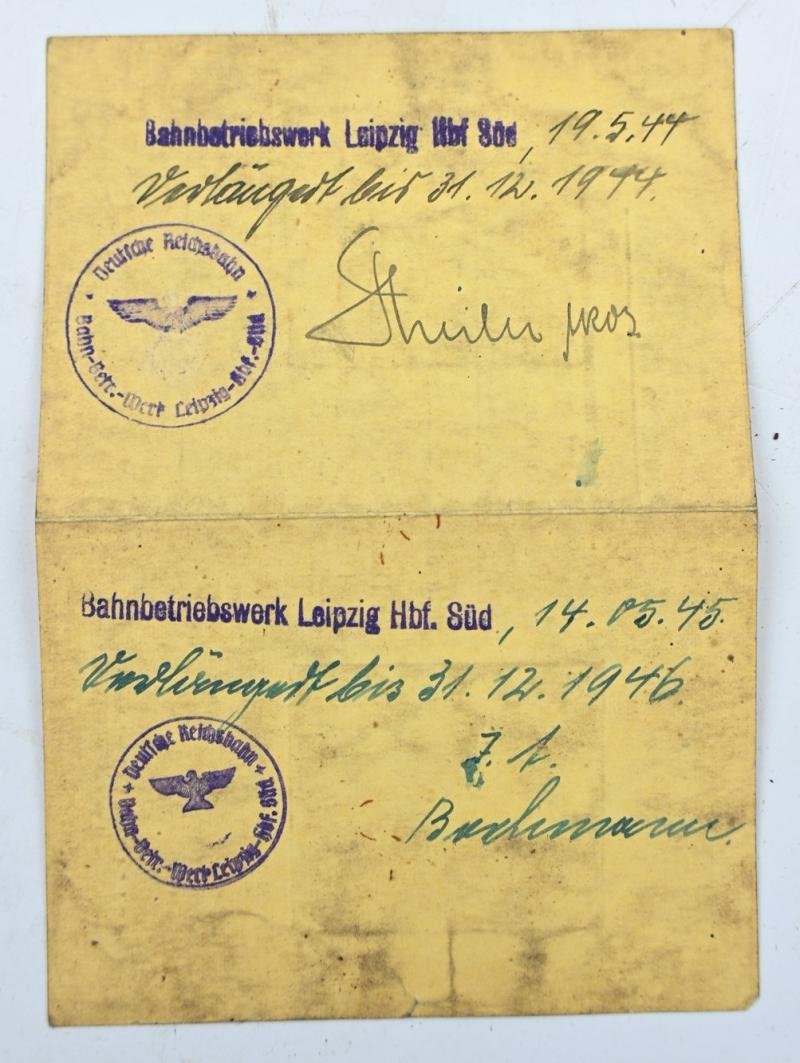 Bahnbetriebswerk Leipzig Hbf Süd, 19.5.44
Verlängert bis 31.12.1944.
Deutsche Reichsbahn
Bahn-Betr.-Werk Leipzig-Hbf.-Süd
Bahnbetriebswerk Leipzig Hbf. Süd, 14.05.45.
Verlängert bis 31.12.1946
Deutsche Reichsbahn
Bahn-Betr.-Werk Leipzig-Hbf. Süd
Bachmann.